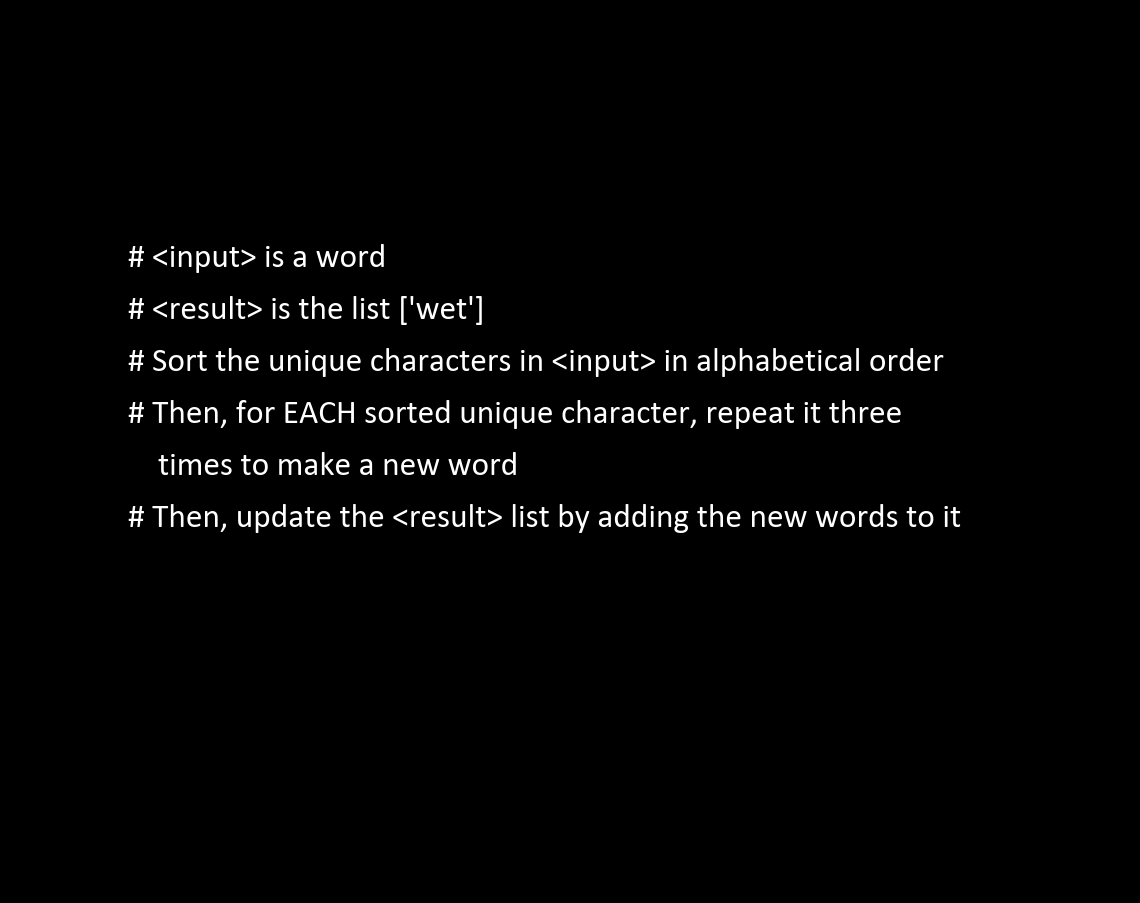 # <input> is a word
# <result> is the list ['wet']
# Sort the unique characters in <input> in alphabetical order
# Then, for EACH sorted unique character, repeat it three
times to make a new word
# Then, update the <result> list by adding the new words to it